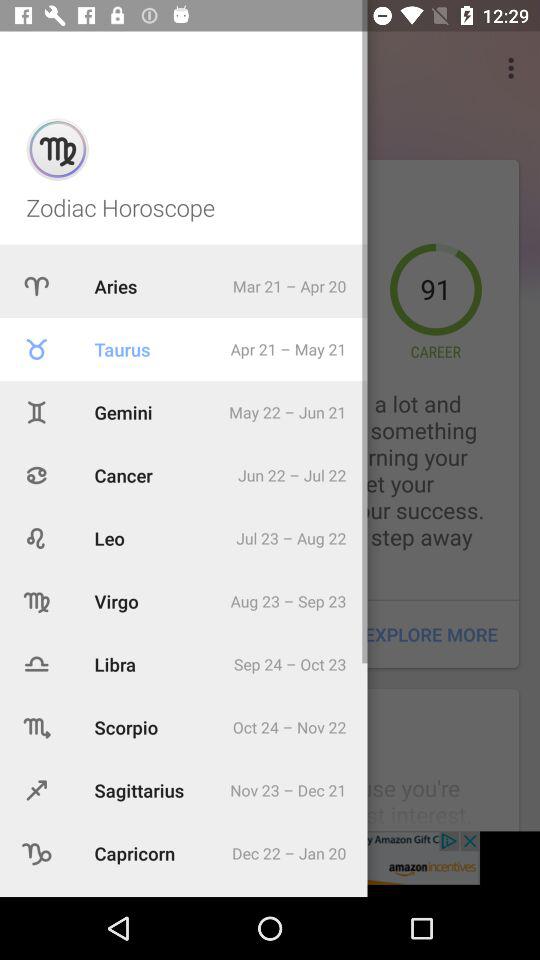 12:29
Zodiac Horoscope
Aries Mar 21 – Apr 20
Taurus Apr 21 – May 21
Gemini May 22 – Jun 21
Cancer Jun 22 – Jul 22
Leo Jul 23 – Aug 22
Virgo Aug 23 – Sep 23
Libra Sep 24 – Oct 23
Scorpio Oct 24 – Nov 22
Sagittarius Nov 23 – Dec 21
Capricorn Dec 22 – Jan 20
91
CAREER
a lot and
something
rning your
et your
ur success.
step away
EXPLORE MORE
use you're
st interest.
y Amazon Gift C
amazonincentives